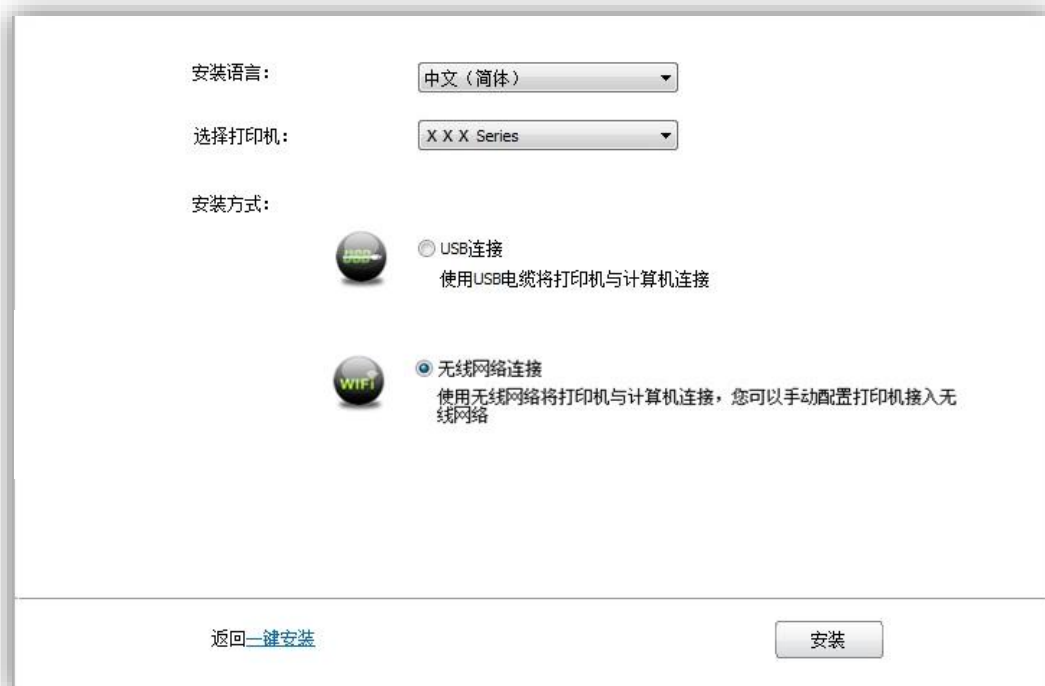 安装语言：
中文（简体）
选择打印机：
X X X Series
安装方式：
USB
USB连接
使用USB电缆将打印机与计算机连接
WIFI
无线网络连接
使用无线网络将打印机与计算机连接，您可以手动配置打印机接入无
线网络
返回一键安装
安装